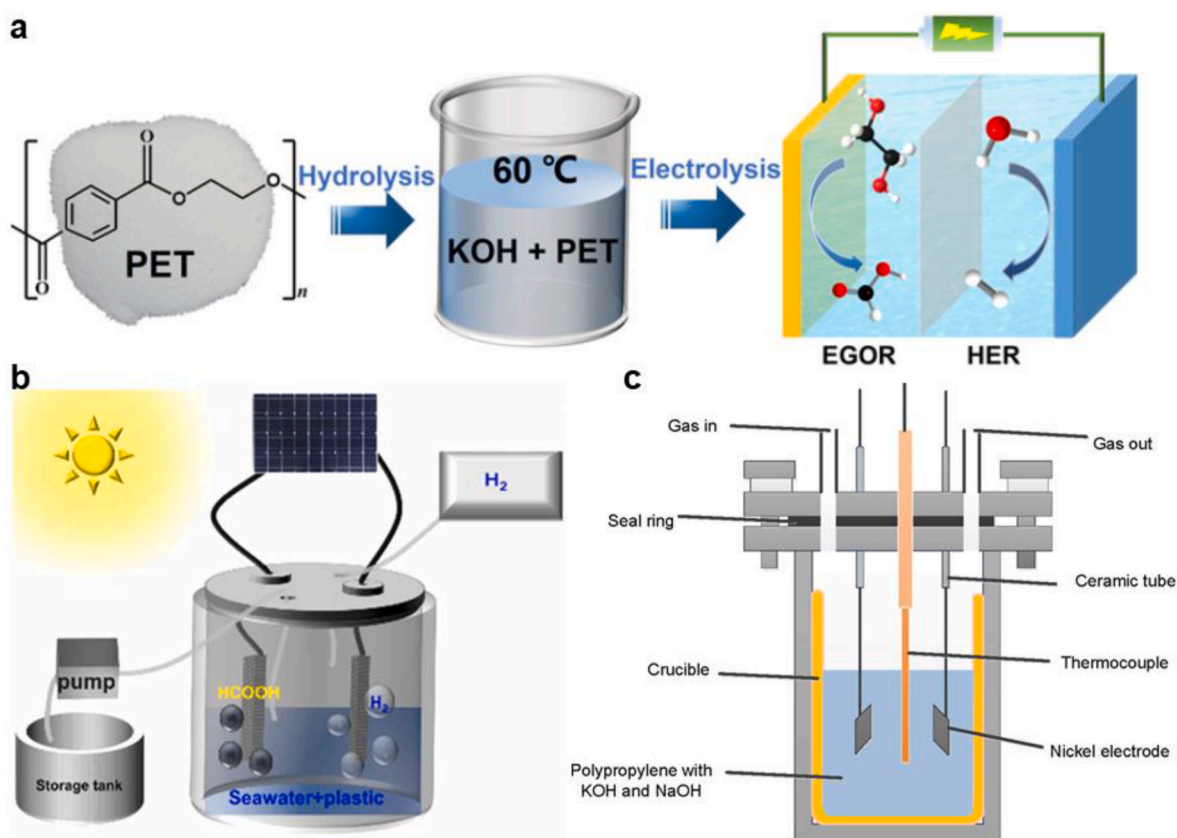 a
O
O
O
O
n
PET
Hydrolysis
60 °C
KOH + PET
Electrolysis
EGOR
HER
b
H₂
pump
Storage tank
HCOOH
H₂
Seawater+plastic
c
Gas in
Gas out
Seal ring
Ceramic tube
Crucible
Thermocouple
Nickel electrode
Polypropylene with
KOH and NaOH